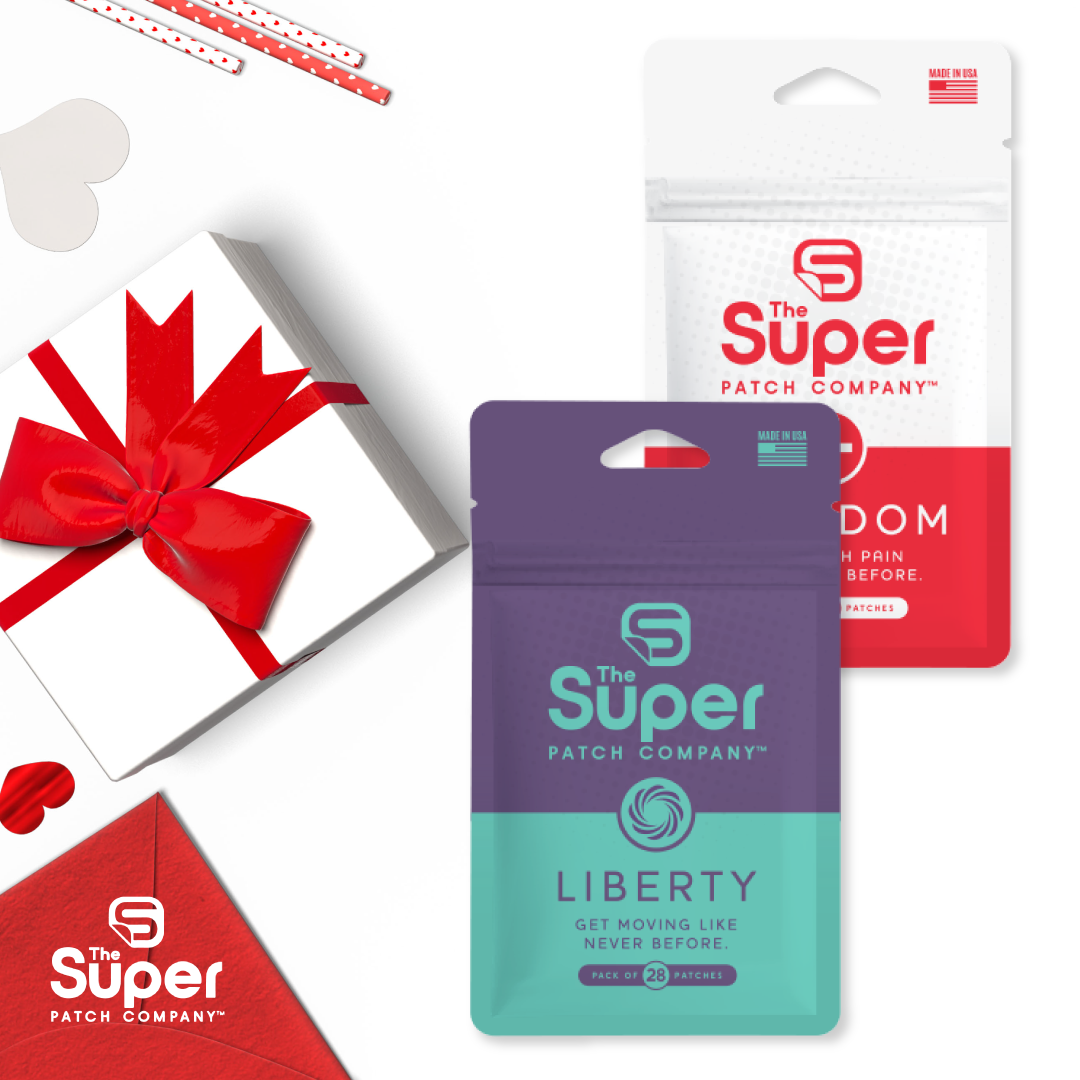 MADE IN USA
The
Super
PATCH COMPANY™
DOM
PAIN
BEFORE.
PATCHES
MADE IN USA
The
Super
PATCH COMPANY™
LIBERTY
GET MOVING LIKE
NEVER BEFORE.
PACK OF 28 PATCHES
The
Super
PATCH COMPANY™